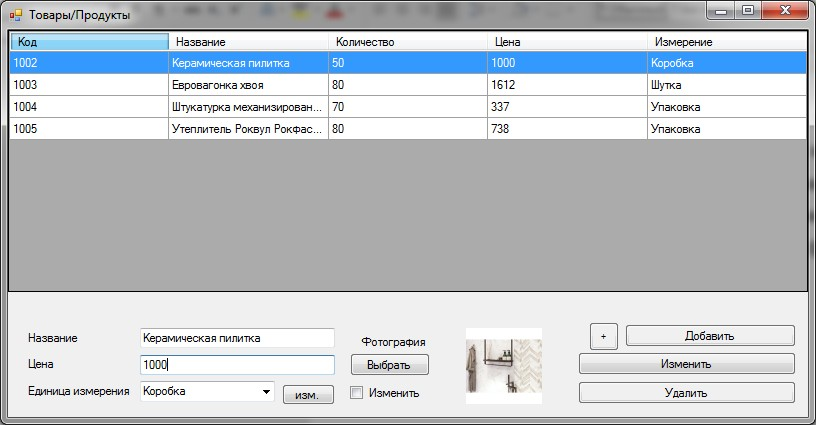 Товары/Продукты
Код Название Количество Цена Измерение
1002 Керамическая пилитка 50 1000 Коробка
1003 Евровагонка хвоя 80 1612 Шутка
1004 Штукатурка механизирован... 70 337 Упаковка
1005 Утеплитель Роквул Рокфас... 80 738 Упаковка
Название Керамическая пилитка Фотография + Добавить
Цена 1000 Выбрать Изменить
Единица измерения Коробка изм. Изменить Удалить